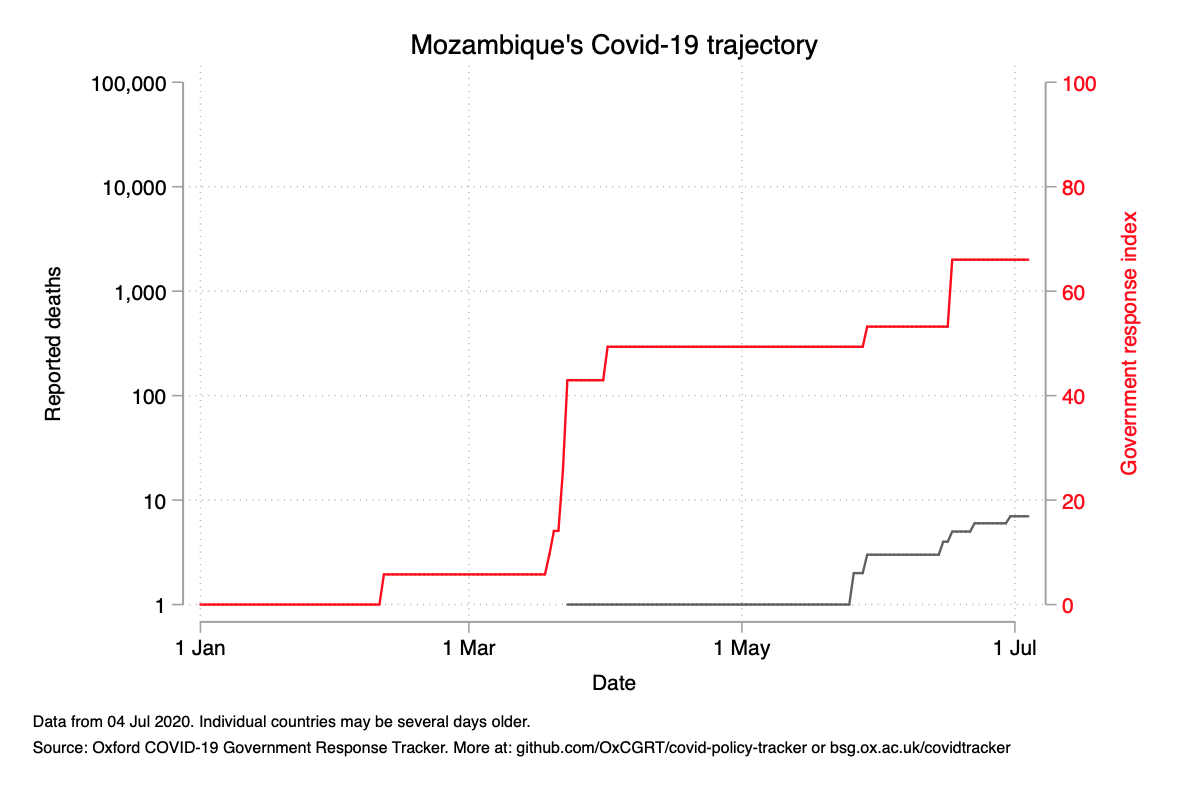 Mozambique's Covid-19 trajectory
100,000
10,000
1,000
100
10
1
Reported deaths
100
80
60
40
20
0
Government response index
1 Jan
1 Mar
1 May
1 Jul
Date
Data from 04 Jul 2020. Individual countries may be several days older.
Source: Oxford COVID-19 Government Response Tracker. More at: github.com/OxCGRT/covid-policy-tracker or bsg.ox.ac.uk/covidtracker